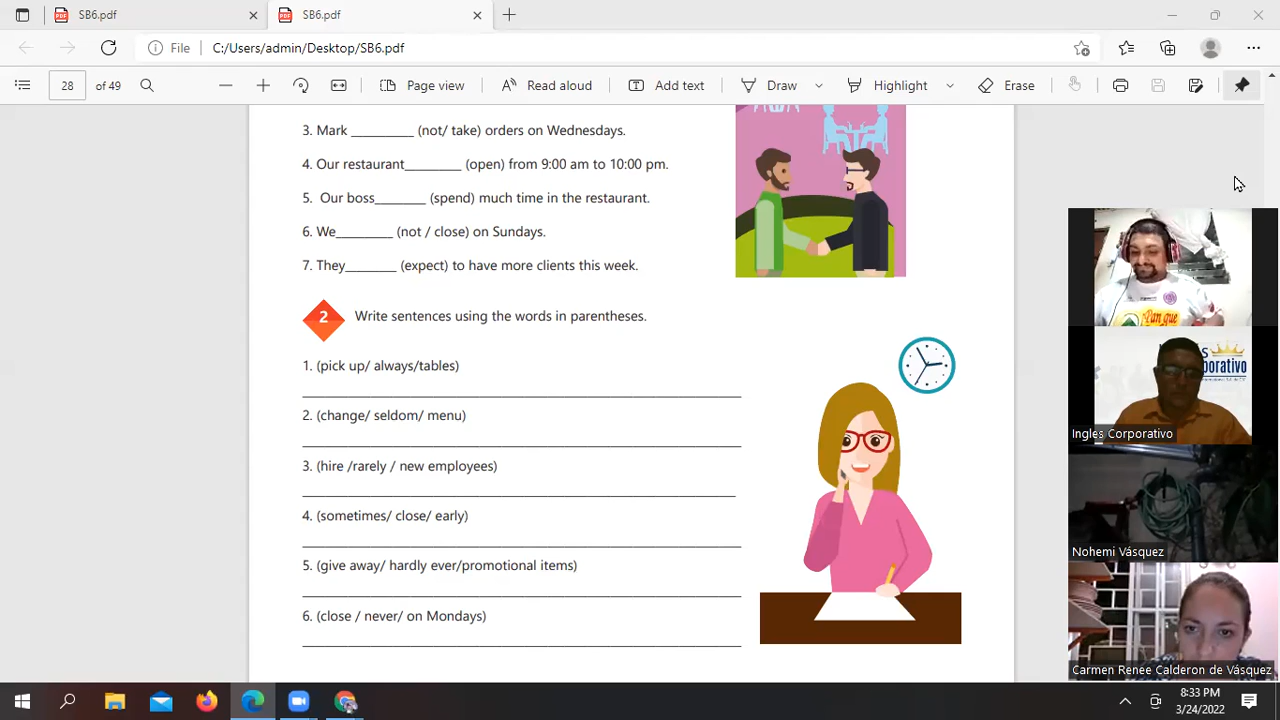 SB6.pdf
SB6.pdf
File
C:/Users/admin/Desktop/SB6.pdf
28
of 49
Page view
Read aloud
Add text
Draw
Highlight
Erase
3. Mark __________ (not/ take) orders on Wednesdays.
4. Our restaurant_________ (open) from 9:00 am to 10:00 pm.
5. Our boss________ (spend) much time in the restaurant.
6. We_________ (not / close) on Sundays.
7. They________ (expect) to have more clients this week.
2
Write sentences using the words in parentheses.
1. (pick up/ always/tables)
2. (change/ seldom/ menu)
3. (hire /rarely / new employees)
4. (sometimes/ close/ early)
5. (give away/ hardly ever/promotional items)
6. (close / never/ on Mondays)
Pan que
Ingles Corporativo
Nohemi Vásquez
Carmen Renee Calderon de Vásquez
8:33 PM
3/24/2022